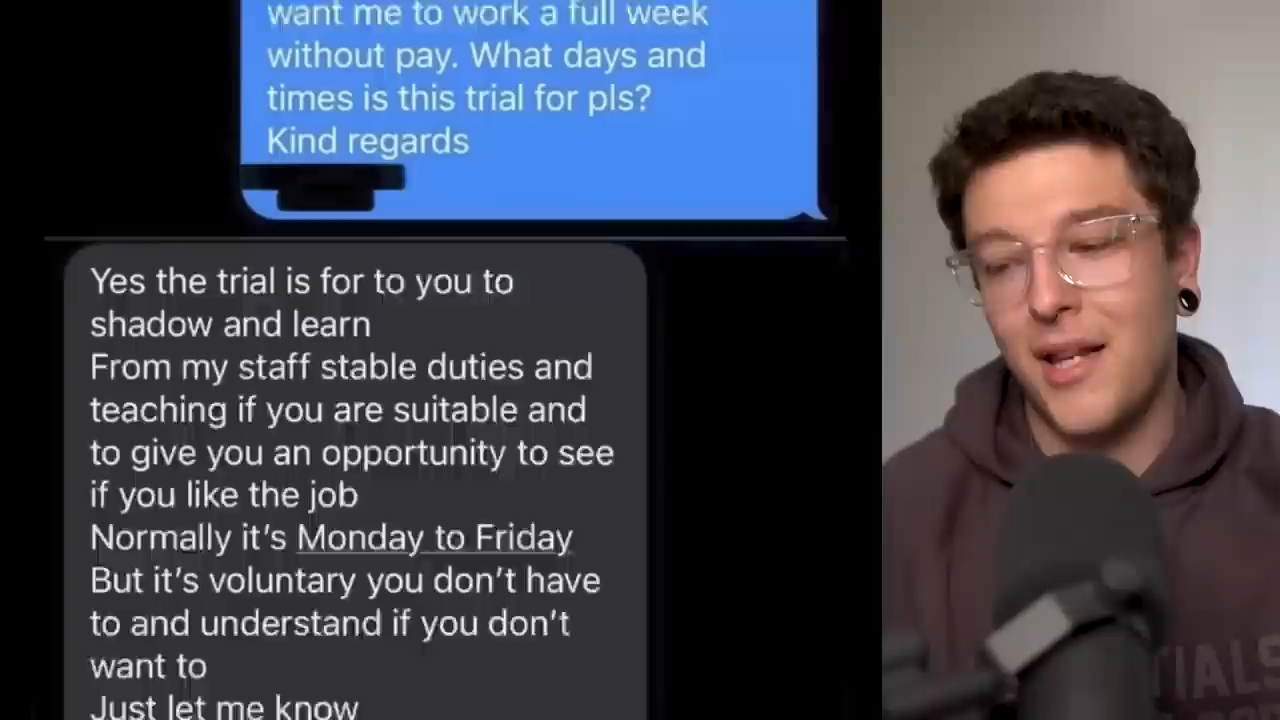 want me to work a full week
without pay. What days and
times is this trial for pls?
Kind regards
Yes the trial is for to you to
shadow and learn
From my staff stable duties and
teaching if you are suitable and
to give you an opportunity to see
if you like the job
Normally it's Monday to Friday
But it's voluntary you don't have
to and understand if you don't
want to
Just let me know
TIALS